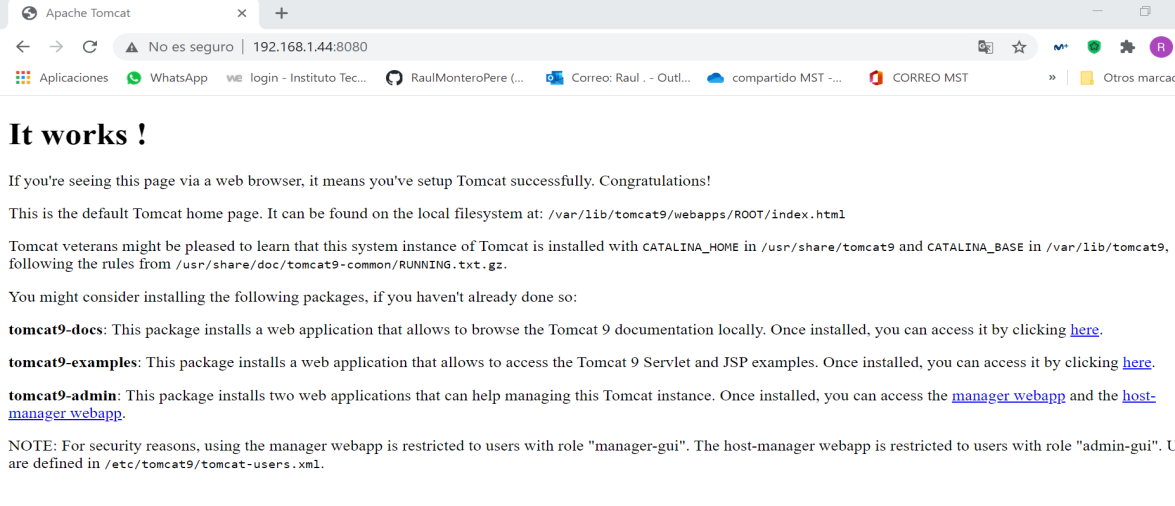 Apache Tomcat
No es seguro | 192.168.1.44:8080
R
Aplicaciones WhatsApp we login - Instituto Tec... RaulMonteroPere (... Correo: Raul . - Outl... compartido MST -... CORREO MST » Otros marcad
It works !
If you're seeing this page via a web browser, it means you've setup Tomcat successfully. Congratulations!
This is the default Tomcat home page. It can be found on the local filesystem at: /var/lib/tomcat9/webapps/ROOT/index.html
Tomcat veterans might be pleased to learn that this system instance of Tomcat is installed with CATALINA_HOME in /usr/share/tomcat9 and CATALINA_BASE in /var/lib/tomcat9,
following the rules from /usr/share/doc/tomcat9-common/RUNNING.txt.gz.
You might consider installing the following packages, if you haven't already done so:
tomcat9-docs: This package installs a web application that allows to browse the Tomcat 9 documentation locally. Once installed, you can access it by clicking here.
tomcat9-examples: This package installs a web application that allows to access the Tomcat 9 Servlet and JSP examples. Once installed, you can access it by clicking here.
tomcat9-admin: This package installs two web applications that can help managing this Tomcat instance. Once installed, you can access the manager webapp and the host-
manager webapp.
NOTE: For security reasons, using the manager webapp is restricted to users with role "manager-gui". The host-manager webapp is restricted to users with role "admin-gui". U
are defined in /etc/tomcat9/tomcat-users.xml.